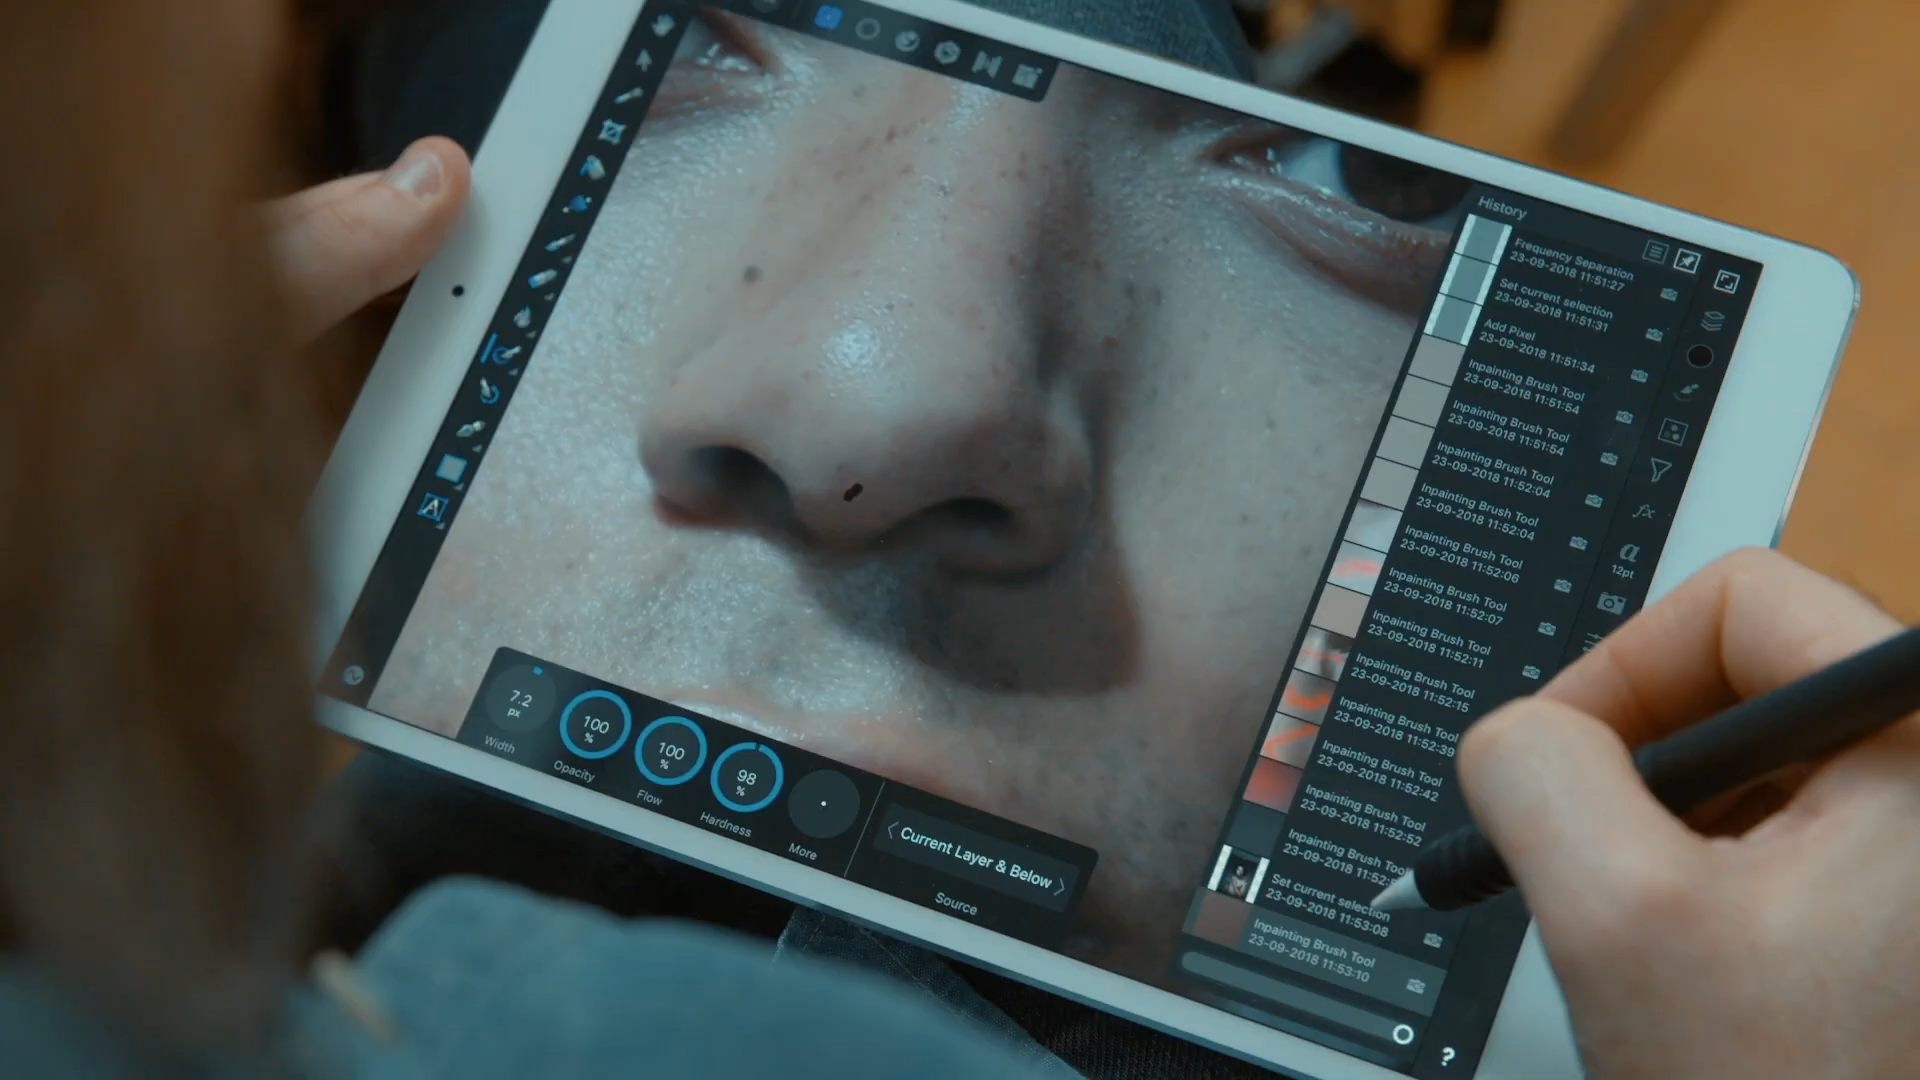 History
Frequency Separation
23-09-2018 11:51:27
Set current selection
23-09-2018 11:51:31
Add Pixel
23-09-2018 11:51:34
Inpainting Brush Tool
23-09-2018 11:51:54
Inpainting Brush Tool
23-09-2018 11:51:54
Inpainting Brush Tool
23-09-2018 11:52:04
Inpainting Brush Tool
23-09-2018 11:52:04
Inpainting Brush Tool
23-09-2018 11:52:06
Inpainting Brush Tool
23-09-2018 11:52:07
Inpainting Brush Tool
23-09-2018 11:52:11
Inpainting Brush Tool
23-09-2018 11:52:15
Inpainting Brush Tool
23-09-2018 11:52:39
Inpainting Brush Tool
23-09-2018 11:52:42
Inpainting Brush Tool
23-09-2018 11:52:52
Inpainting Brush Tool
23-09-2018
Set current selection
23-09-2018 11:53:08
Inpainting Brush Tool
23-09-2018 11:53:10
fx
a
12pt
?
A
7.2
px
Width
100
%
Opacity
100
%
Flow
98
%
Hardness
More
Current Layer & Below
Source